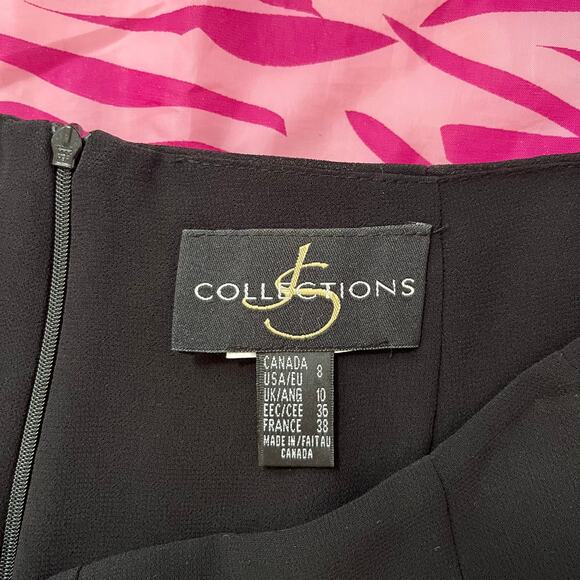 JS
COLLECTIONS
CANADA
USA/EU 8
UK/ANG 10
EEC/CEE 36
FRANCE 38
MADE IN/FAIT AU
CANADA